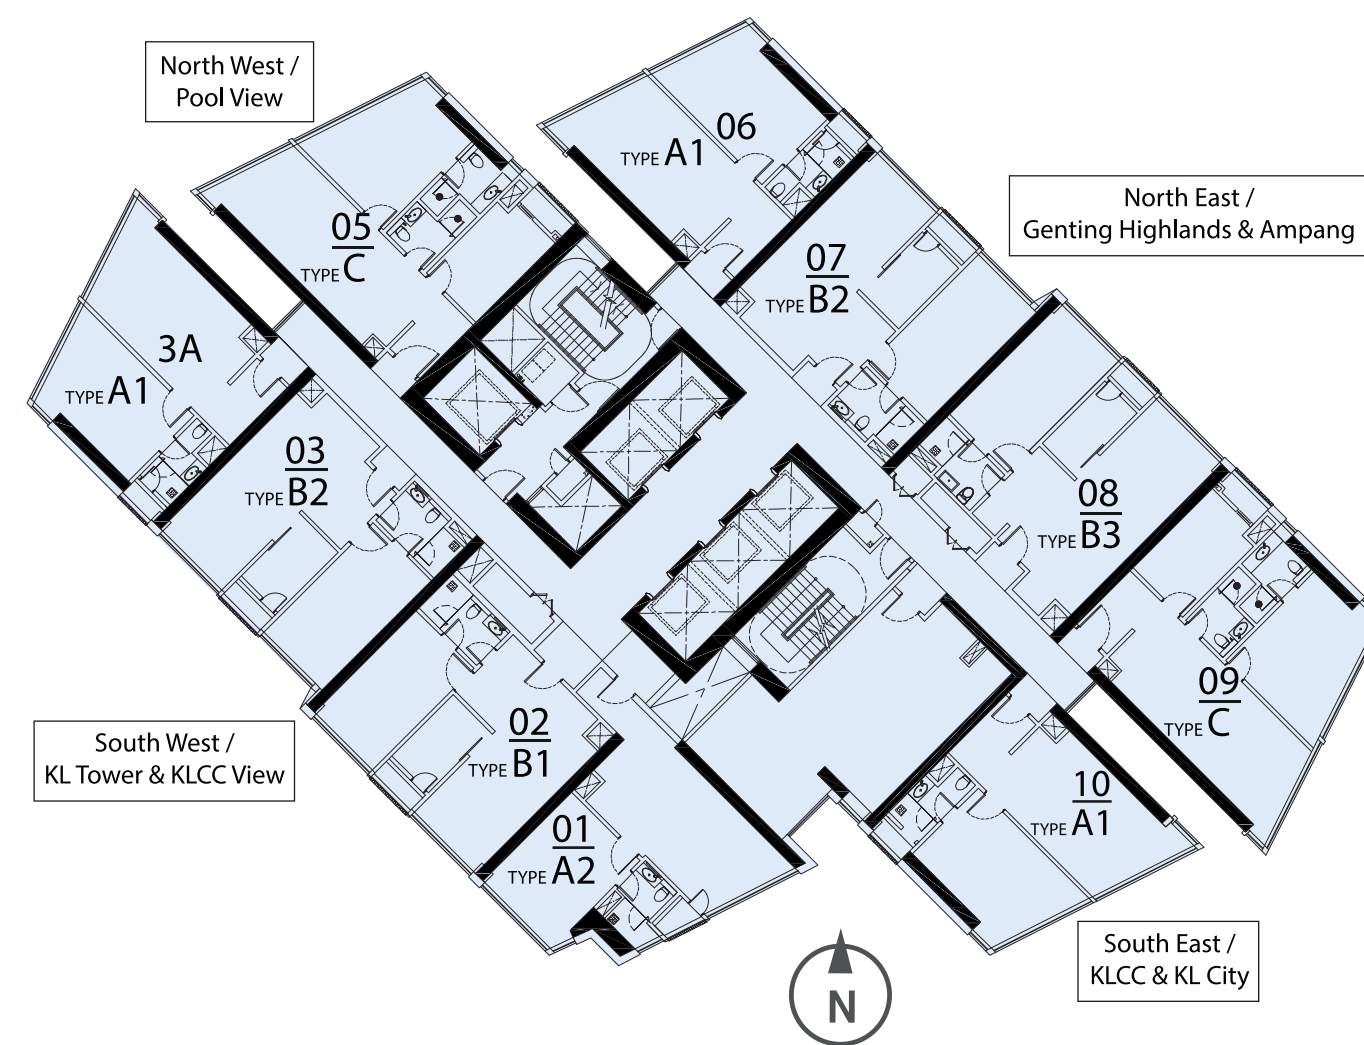 North West /
Pool View
06
TYPE A1
North East /
Genting Highlands & Ampang
05
TYPE C
07
TYPE B2
3A
TYPE A1
03
TYPE B2
08
TYPE B3
09
TYPE C
02
TYPE B1
South West /
KL Tower & KLCC View
10
TYPE A1
01
TYPE A2
South East /
KLCC & KL City
N